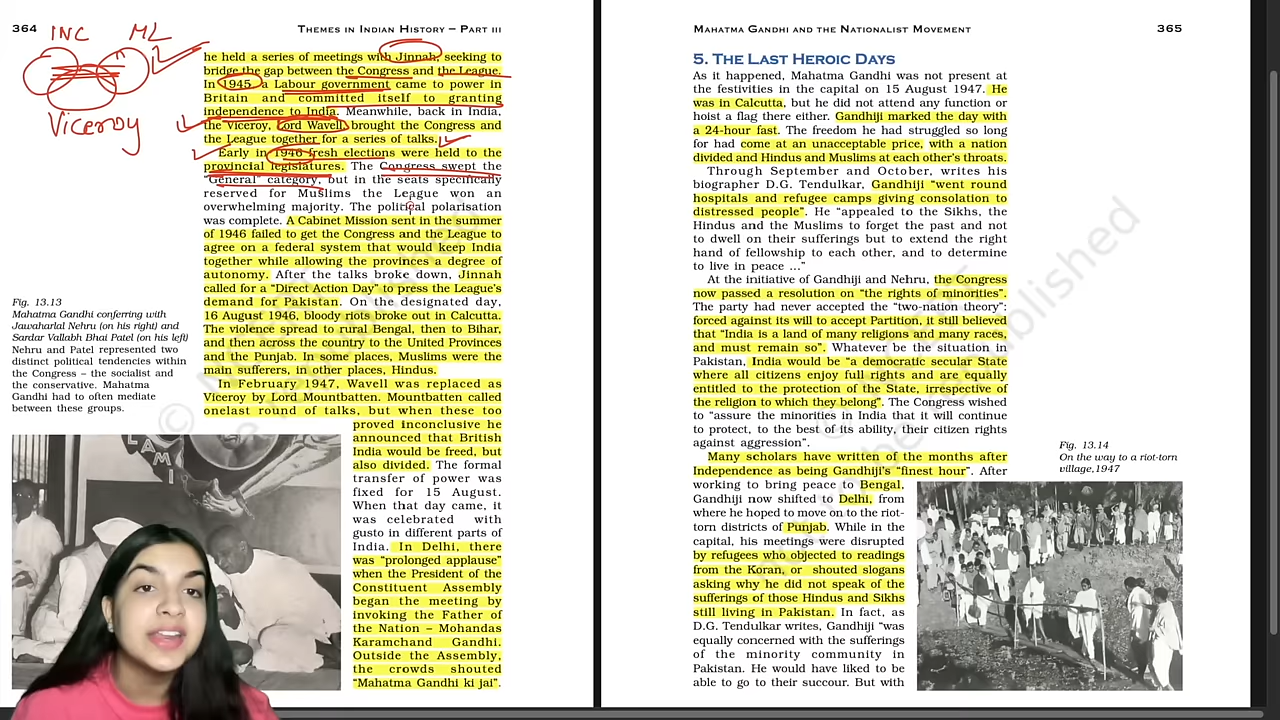 364
THEMES IN INDIAN HISTORY – PART III
INC ML
Viceroy
he held a series of meetings with Jinnah, seeking to
bridge the gap between the Congress and the League.
In 1945 a Labour government came to power in
Britain and committed itself to granting
independence to India. Meanwhile, back in India,
the Viceroy, Lord Wavell, brought the Congress and
the League together for a series of talks.
Early in 1946 fresh elections were held to the
provincial legislatures. The Congress swept the
"General" category, but in the seats specifically
reserved for Muslims the League won an
overwhelming majority. The political polarisation
was complete. A Cabinet Mission sent in the summer
of 1946 failed to get the Congress and the League to
agree on a federal system that would keep India
together while allowing the provinces a degree of
autonomy. After the talks broke down, Jinnah
called for a "Direct Action Day" to press the League's
demand for Pakistan. On the designated day,
16 August 1946, bloody riots broke out in Calcutta.
The violence spread to rural Bengal, then to Bihar,
and then across the country to the United Provinces
and the Punjab. In some places, Muslims were the
main sufferers, in other places, Hindus.
In February 1947, Wavell was replaced as
Viceroy by Lord Mountbatten. Mountbatten called
onelast round of talks, but when these too
proved inconclusive he
announced that British
India would be freed, but
also divided. The formal
transfer of power was
fixed for 15 August.
When that day came, it
was celebrated with
gusto in different parts of
India. In Delhi, there
was "prolonged applause"
when the President of the
Constituent Assembly
began the meeting by
invoking the Father of
the Nation – Mohandas
Karamchand Gandhi.
Outside the Assembly,
the crowds shouted
"Mahatma Gandhi ki jai".
Fig. 13.13
Mahatma Gandhi conferring with
Jawaharlal Nehru (on his right) and
Sardar Vallabh Bhai Patel (on his left)
Nehru and Patel represented two
distinct political tendencies within
the Congress – the socialist and
the conservative. Mahatma
Gandhi had to often mediate
between these groups.
MAHATMA GANDHI AND THE NATIONALIST MOVEMENT
365
5. THE LAST HEROIC DAYS
As it happened, Mahatma Gandhi was not present at
the festivities in the capital on 15 August 1947. He
was in Calcutta, but he did not attend any function or
hoist a flag there either. Gandhiji marked the day with
a 24-hour fast. The freedom he had struggled so long
for had come at an unacceptable price, with a nation
divided and Hindus and Muslims at each other's throats.
Through September and October, writes his
biographer D.G. Tendulkar, Gandhiji "went round
hospitals and refugee camps giving consolation to
distressed people". He "appealed to the Sikhs, the
Hindus and the Muslims to forget the past and not
to dwell on their sufferings but to extend the right
hand of fellowship to each other, and to determine
to live in peace ..."
At the initiative of Gandhiji and Nehru, the Congress
now passed a resolution on "the rights of minorities".
The party had never accepted the "two-nation theory":
forced against its will to accept Partition, it still believed
that "India is a land of many religions and many races,
and must remain so". Whatever be the situation in
Pakistan, India would be "a democratic secular State
where all citizens enjoy full rights and are equally
entitled to the protection of the State, irrespective of
the religion to which they belong". The Congress wished
to "assure the minorities in India that it will continue
to protect, to the best of its ability, their citizen rights
against aggression".
Many scholars have written of the months after
Independence as being Gandhiji's "finest hour". After
working to bring peace to Bengal,
Gandhiji now shifted to Delhi, from
where he hoped to move on to the riot-
torn districts of Punjab. While in the
capital, his meetings were disrupted
by refugees who objected to readings
from the Koran, or shouted slogans
asking why he did not speak of the
sufferings of those Hindus and Sikhs
still living in Pakistan. In fact, as
D.G. Tendulkar writes, Gandhiji "was
equally concerned with the sufferings
of the minority community in
Pakistan. He would have liked to be
able to go to their succour. But with
Fig. 13.14
On the way to a riot-torn
village,1947